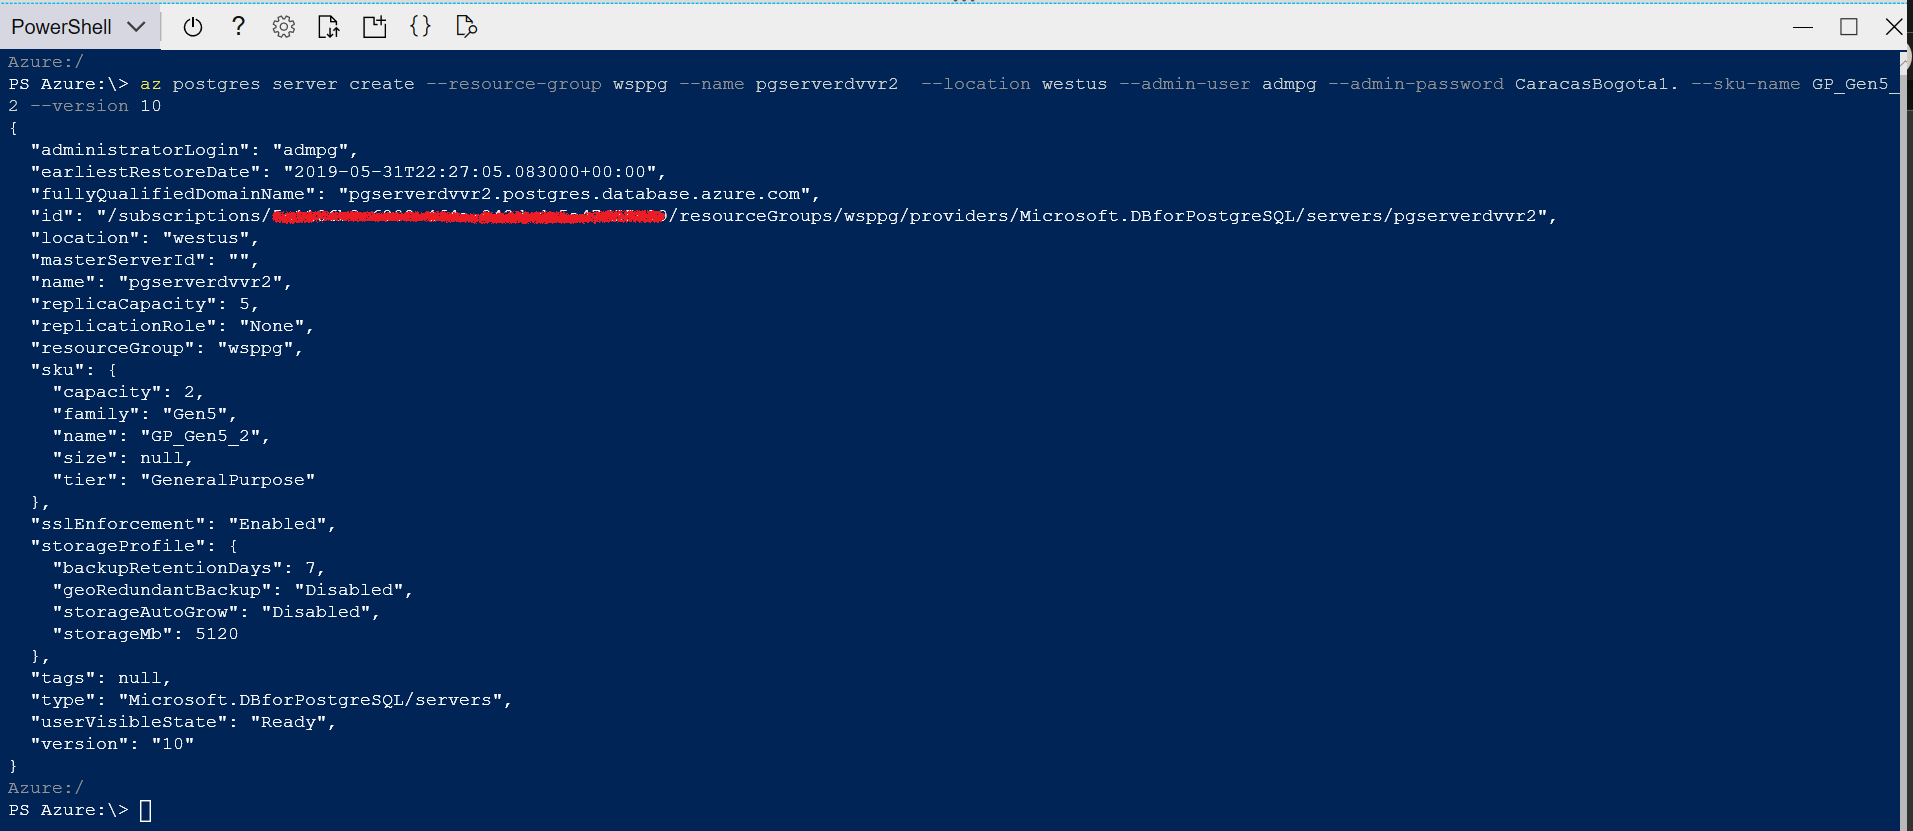 PowerShell
Azure:/
PS Azure:\> az postgres server create --resource-group wsppg --name pgserverdvvr2  --location westus --admin-user admpg --admin-password CaracasBogota1. --sku-name GP_Gen5_
2 --version 10
{
  "administratorLogin": "admpg",
  "earliestRestoreDate": "2019-05-31T22:27:05.083000+00:00",
  "fullyQualifiedDomainName": "pgserverdvvr2.postgres.database.azure.com",
  "id": "/subscriptions/ /resourceGroups/wsppg/providers/Microsoft.DBforPostgreSQL/servers/pgserverdvvr2",
  "location": "westus",
  "masterServerId": "",
  "name": "pgserverdvvr2",
  "replicaCapacity": 5,
  "replicationRole": "None",
  "resourceGroup": "wsppg",
  "sku": {
    "capacity": 2,
    "family": "Gen5",
    "name": "GP_Gen5_2",
    "size": null,
    "tier": "GeneralPurpose"
  },
  "sslEnforcement": "Enabled",
  "storageProfile": {
    "backupRetentionDays": 7,
    "geoRedundantBackup": "Disabled",
    "storageAutoGrow": "Disabled",
    "storageMb": 5120
  },
  "tags": null,
  "type": "Microsoft.DBforPostgreSQL/servers",
  "userVisibleState": "Ready",
  "version": "10"
}
Azure:/
PS Azure:\>